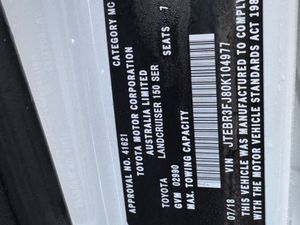 APPROVAL NO. 41621 CATEGORY MC
TOYOTA MOTOR CORPORATION
AUSTRALIA LIMITED
TOYOTA LANDCRUISER 150 SER SEATS 7
GVM 02990
MAX. TOWING CAPACITY
VIN JTEBR3FJ80K104977
07/18
THIS VEHICLE WAS MANUFACTURED TO COMPLY
WITH THE MOTOR VEHICLE STANDARDS ACT 198